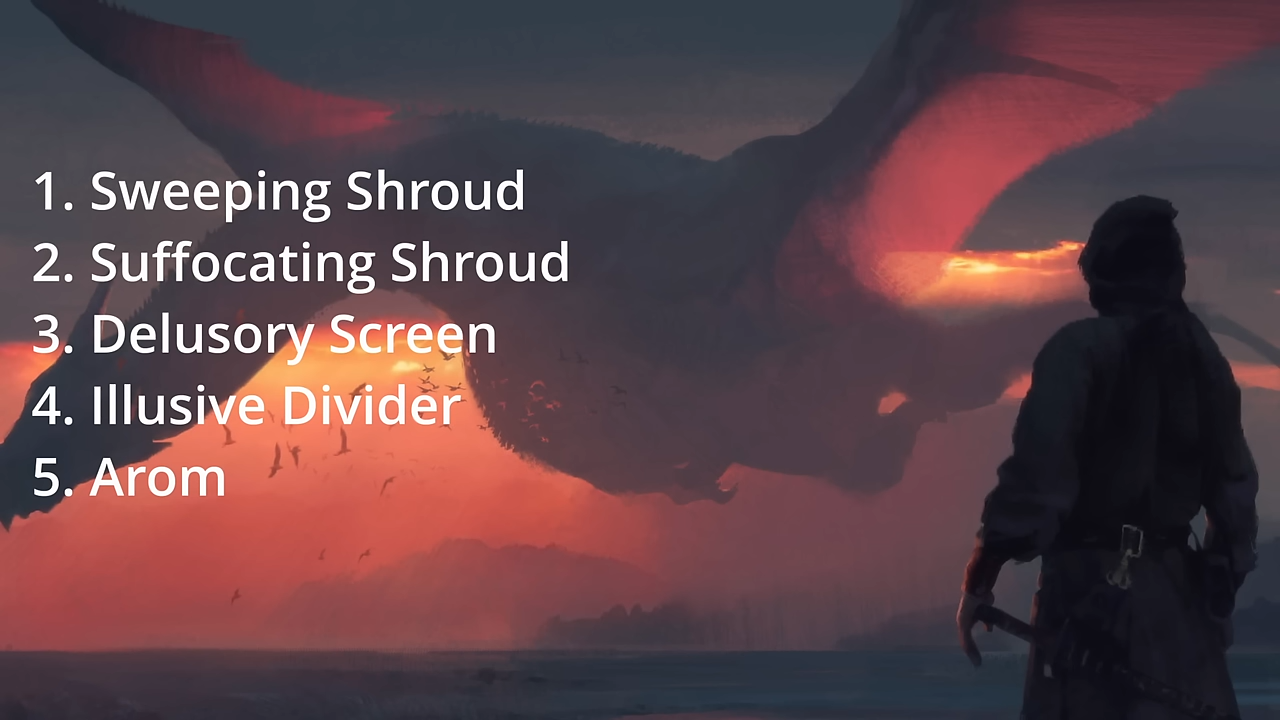 1. Sweeping Shroud
2. Suffocating Shroud
3. Delusory Screen
4. Illusive Divider
5. Arom